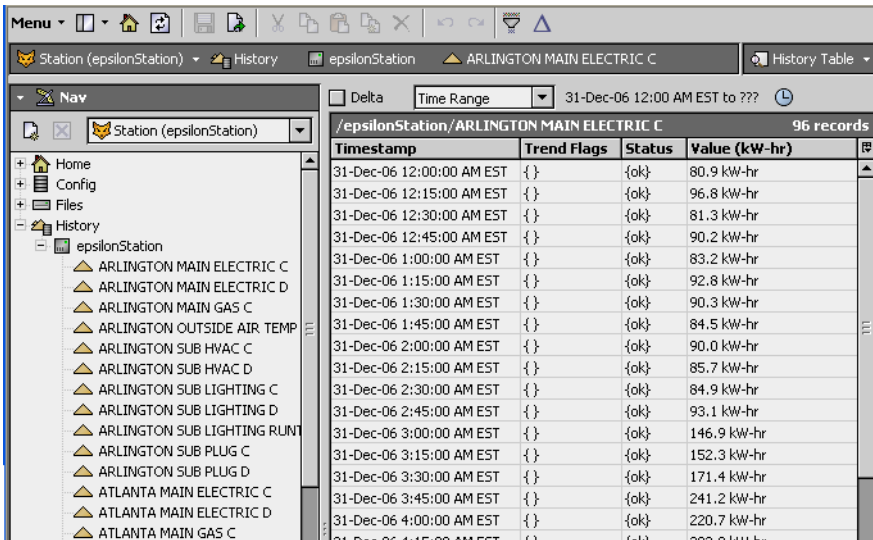 Menu
Station (epsilonStation) History epsilonStation ARLINGTON MAIN ELECTRIC C History Table
Nav
Station (epsilonStation)
Home
Config
Files
History
epsilonStation
ARLINGTON MAIN ELECTRIC C
ARLINGTON MAIN ELECTRIC D
ARLINGTON MAIN GAS C
ARLINGTON OUTSIDE AIR TEMP
ARLINGTON SUB HVAC C
ARLINGTON SUB HVAC D
ARLINGTON SUB LIGHTING C
ARLINGTON SUB LIGHTING D
ARLINGTON SUB LIGHTING RUNT
ARLINGTON SUB PLUG C
ARLINGTON SUB PLUG D
ATLANTA MAIN ELECTRIC C
ATLANTA MAIN ELECTRIC D
ATLANTA MAIN GAS C
Delta Time Range 31-Dec-06 12:00 AM EST to ???
/epsilonStation/ARLINGTON MAIN ELECTRIC C 96 records
Timestamp Trend Flags Status Value (kW-hr)
31-Dec-06 12:00:00 AM EST { } {ok} 80.9 kW-hr
31-Dec-06 12:15:00 AM EST { } {ok} 96.8 kW-hr
31-Dec-06 12:30:00 AM EST { } {ok} 81.3 kW-hr
31-Dec-06 12:45:00 AM EST { } {ok} 90.2 kW-hr
31-Dec-06 1:00:00 AM EST { } {ok} 83.2 kW-hr
31-Dec-06 1:15:00 AM EST { } {ok} 92.8 kW-hr
31-Dec-06 1:30:00 AM EST { } {ok} 90.3 kW-hr
31-Dec-06 1:45:00 AM EST { } {ok} 84.5 kW-hr
31-Dec-06 2:00:00 AM EST { } {ok} 90.0 kW-hr
31-Dec-06 2:15:00 AM EST { } {ok} 85.7 kW-hr
31-Dec-06 2:30:00 AM EST { } {ok} 84.9 kW-hr
31-Dec-06 2:45:00 AM EST { } {ok} 93.1 kW-hr
31-Dec-06 3:00:00 AM EST { } {ok} 146.9 kW-hr
31-Dec-06 3:15:00 AM EST { } {ok} 152.3 kW-hr
31-Dec-06 3:30:00 AM EST { } {ok} 171.4 kW-hr
31-Dec-06 3:45:00 AM EST { } {ok} 241.2 kW-hr
31-Dec-06 4:00:00 AM EST { } {ok} 220.7 kW-hr